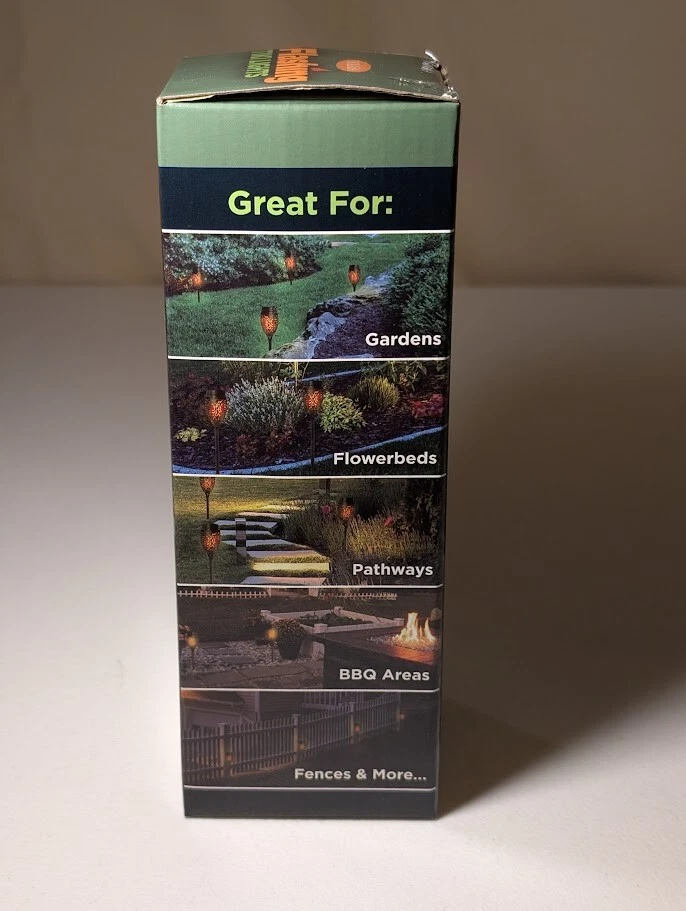 Great For:
Gardens
Flowerbeds
Pathways
BBQ Areas
Fences & More...